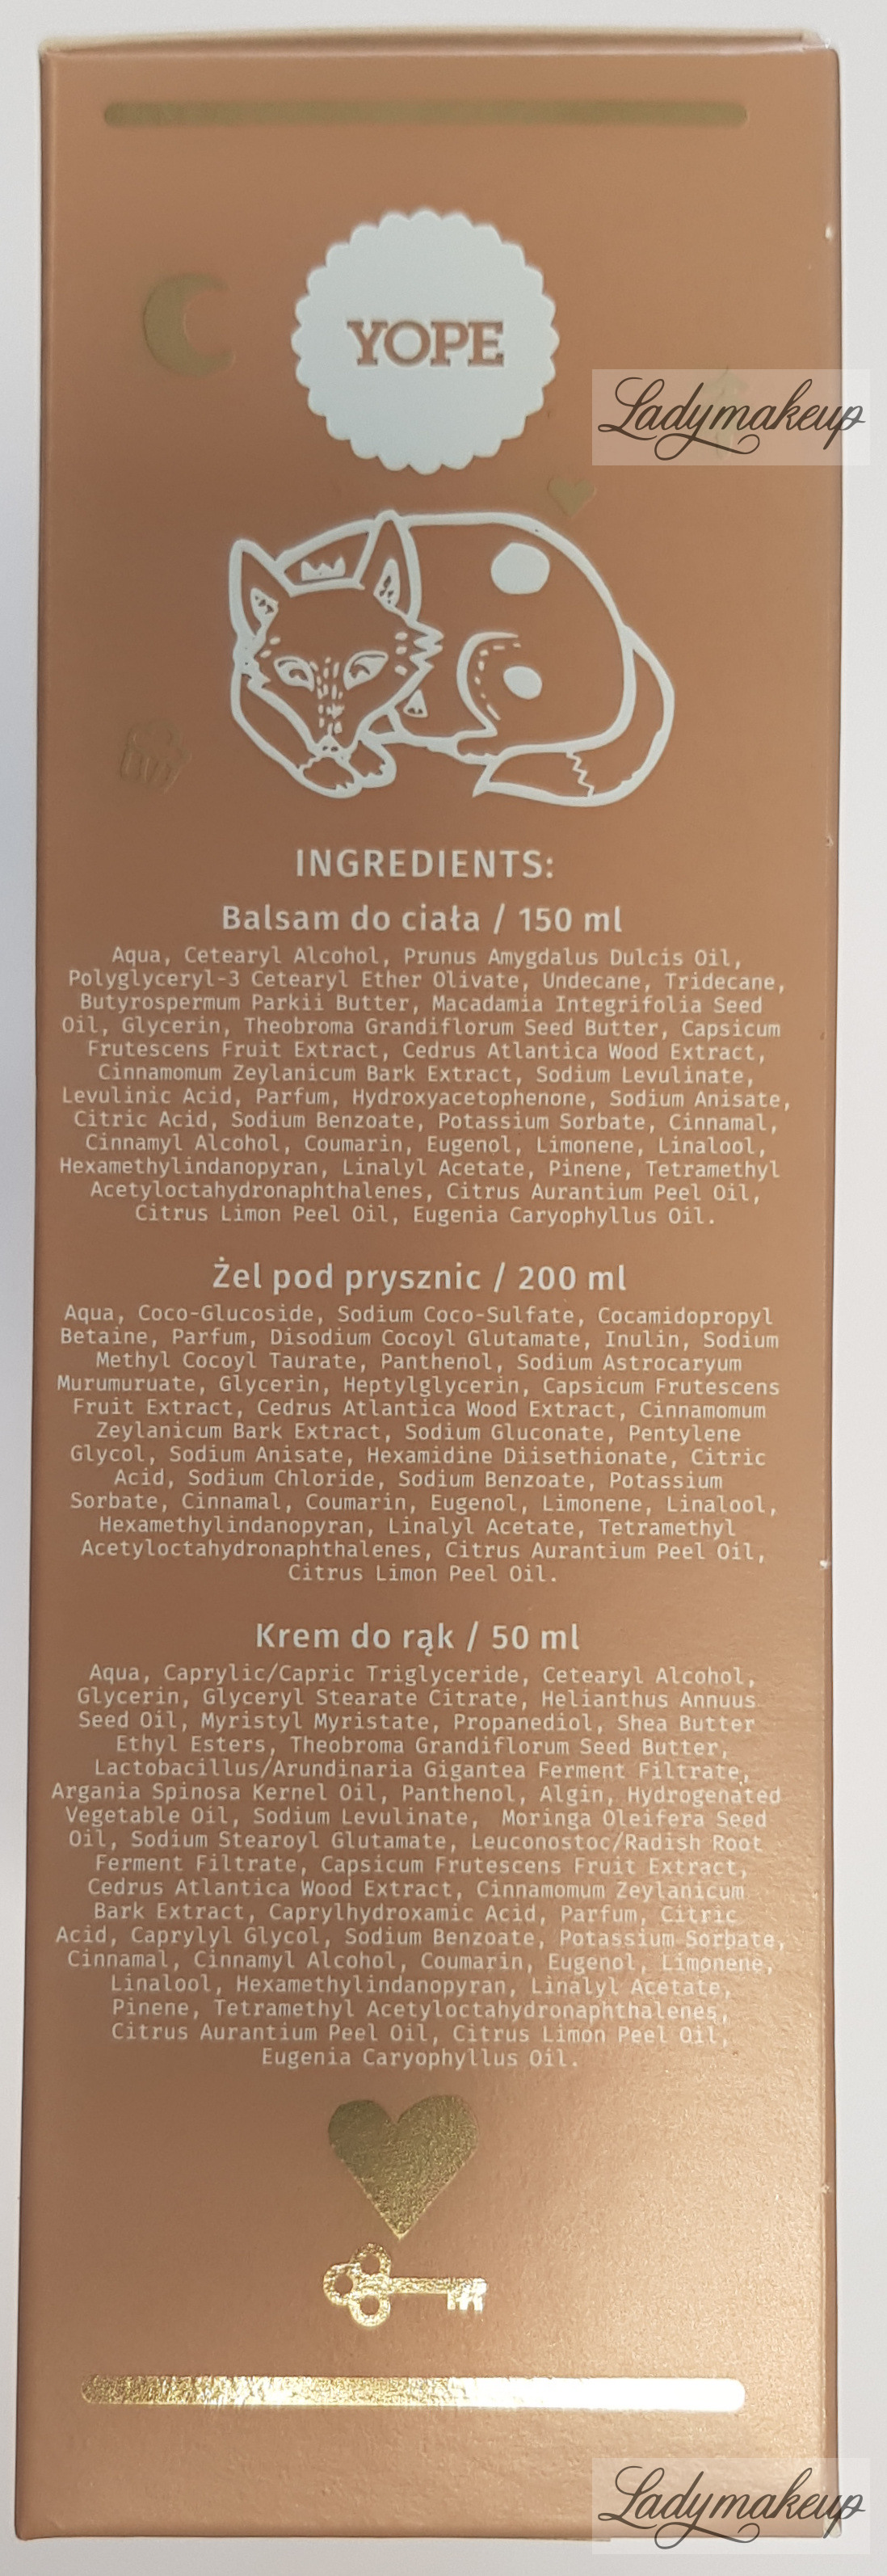 YOPE
Ladymakeup
INGREDIENTS:
Balsam do ciała / 150 ml
Aqua, Cetearyl Alcohol, Prunus Amygdalus Dulcis Oil,
Polyglyceryl-3 Cetearyl Ether Olivate, Undecane, Tridecane,
Butyrospermum Parkii Butter, Macadamia Integrifolia Seed
Oil, Glycerin, Theobroma Grandiflorum Seed Butter, Capsicum
Frutescens Fruit Extract, Cedrus Atlantica Wood Extract,
Cinnamomum Zeylanicum Bark Extract, Sodium Levulinate,
Levulinic Acid, Parfum, Hydroxyacetophenone, Sodium Anisate,
Citric Acid, Sodium Benzoate, Potassium Sorbate, Cinnamal,
Cinnamyl Alcohol, Coumarin, Eugenol, Limonene, Linalool,
Hexamethylindanopyran, Linalyl Acetate, Pinene, Tetramethyl
Acetyloctahydronaphthalenes, Citrus Aurantium Peel Oil,
Citrus Limon Peel Oil, Eugenia Caryophyllus Oil.
Żel pod prysznic / 200 ml
Aqua, Coco-Glucoside, Sodium Coco-Sulfate, Cocamidopropyl
Betaine, Parfum, Disodium Cocoyl Glutamate, Inulin, Sodium
Methyl Cocoyl Taurate, Panthenol, Sodium Astrocaryum
Murumuruate, Glycerin, Heptylglycerin, Capsicum Frutescens
Fruit Extract, Cedrus Atlantica Wood Extract, Cinnamomum
Zeylanicum Bark Extract, Sodium Gluconate, Pentylene
Glycol, Sodium Anisate, Hexamidine Diisethionate, Citric
Acid, Sodium Chloride, Sodium Benzoate, Potassium
Sorbate, Cinnamal, Coumarin, Eugenol, Limonene, Linalool,
Hexamethylindanopyran, Linalyl Acetate, Tetramethyl
Acetyloctahydronaphthalenes, Citrus Aurantium Peel Oil,
Citrus Limon Peel Oil.
Krem do rąk / 50 ml
Aqua, Caprylic/Capric Triglyceride, Cetearyl Alcohol,
Glycerin, Glyceryl Stearate Citrate, Helianthus Annuus
Seed Oil, Myristyl Myristate, Propanediol, Shea Butter
Ethyl Esters, Theobroma Grandiflorum Seed Butter,
Lactobacillus/Arundinaria Gigantea Ferment Filtrate,
Argania Spinosa Kernel Oil, Panthenol, Algin, Hydrogenated
Vegetable Oil, Sodium Levulinate, Moringa Oleifera Seed
Oil, Sodium Stearoyl Glutamate, Leuconostoc/Radish Root
Ferment Filtrate, Capsicum Frutescens Fruit Extract,
Cedrus Atlantica Wood Extract, Cinnamomum Zeylanicum
Bark Extract, Caprylhydroxamic Acid, Parfum, Citric
Acid, Caprylyl Glycol, Sodium Benzoate, Potassium Sorbate,
Cinnamal, Cinnamyl Alcohol, Coumarin, Eugenol, Limonene,
Linalool, Hexamethylindanopyran, Linalyl Acetate,
Pinene, Tetramethyl Acetyloctahydronaphthalenes,
Citrus Aurantium Peel Oil, Citrus Limon Peel Oil,
Eugenia Caryophyllus Oil.
Ladymakeup